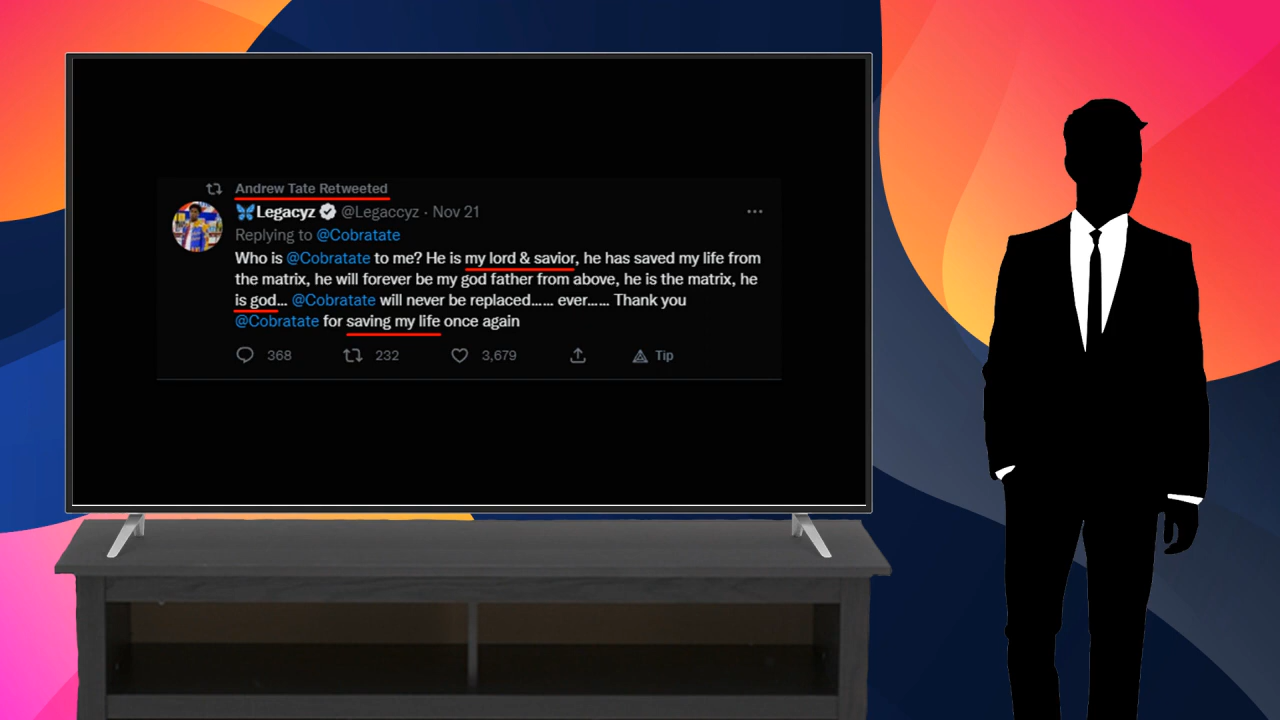 Andrew Tate Retweeted
Legacyz @Legaccyz · Nov 21
Replying to @Cobratate
Who is @Cobratate to me? He is my lord & savior, he has saved my life from
the matrix, he will forever be my god father from above, he is the matrix, he
is god... @Cobratate will never be replaced...... ever...... Thank you
@Cobratate for saving my life once again
368 232 3,679 Tip